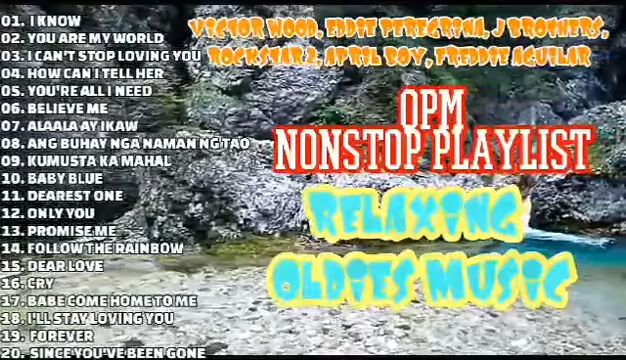 01. I KNOW
02. YOU ARE MY WORLD
03. I CAN'T STOP LOVING YOU
04. HOW CAN I TELL HER
05. YOU'RE ALL I NEED
06. BELIEVE ME
07. ALAALA AY IKAW
08. ANG BUHAY NGA NAMAN NG TAO
09. KUMUSTA KA MAHAL
10. BABY BLUE
11. DEAREST ONE
12. ONLY YOU
13. PROMISE ME
14. FOLLOW THE RAINBOW
15. DEAR LOVE
16. CRY
17. BABE COME HOME TO ME
18. I'LL STAY LOVING YOU
19. FOREVER
20. SINCE YOU'VE BEEN GONE
VICTOR WOOD, EDDIE PEREGRINA, J BROTHERS,
ROCKSTAR 2, APRIL BOY, FREDDIE AGUILAR
OPM
NONSTOP PLAYLIST
RELAXING
OLDIES MUSIC